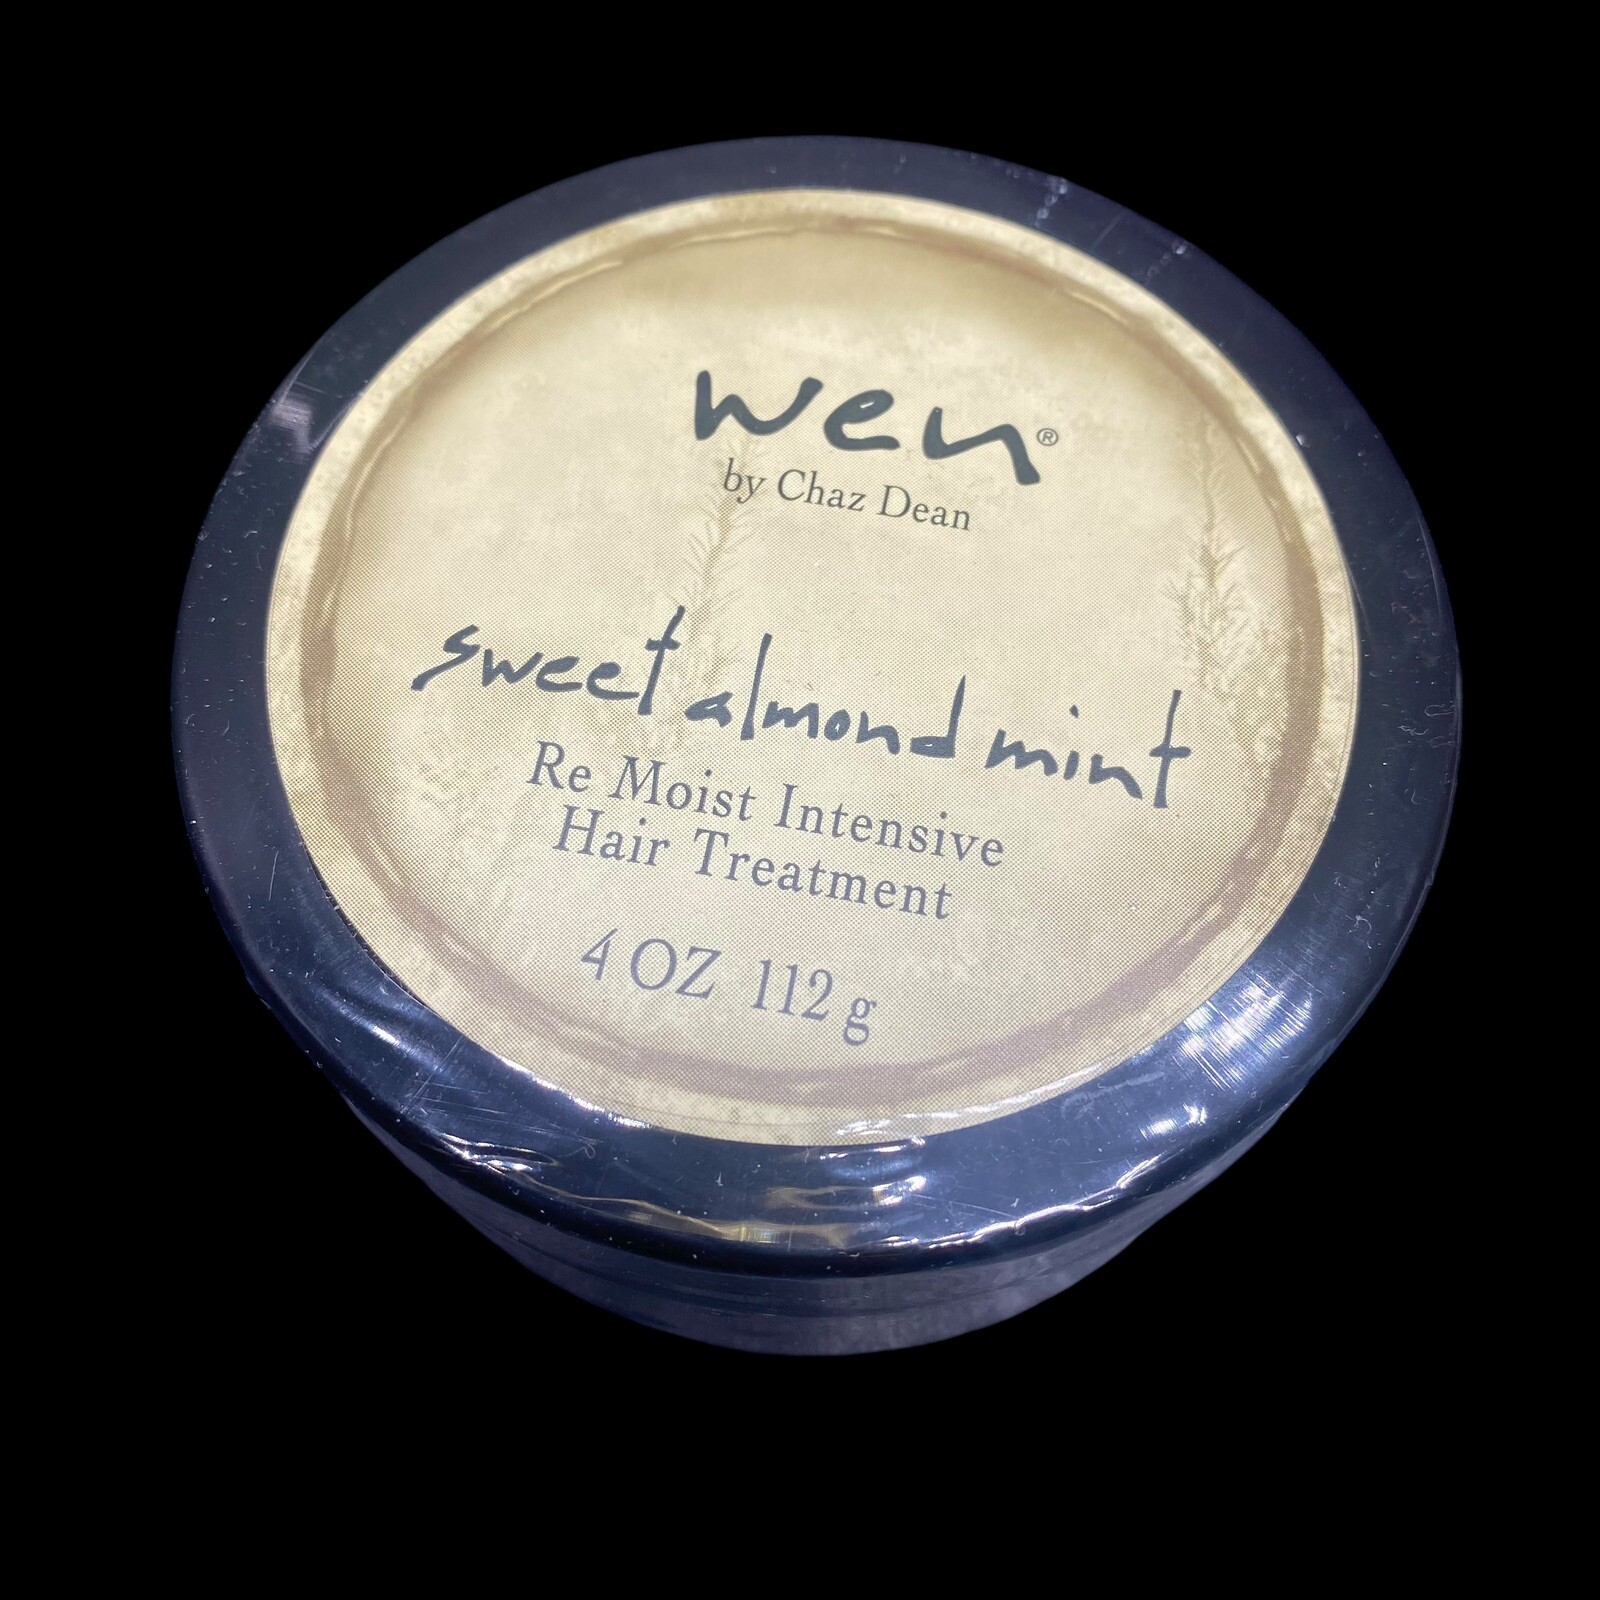 wen®
by Chaz Dean
sweet almond mint
Re Moist Intensive
Hair Treatment
4 OZ 112 g